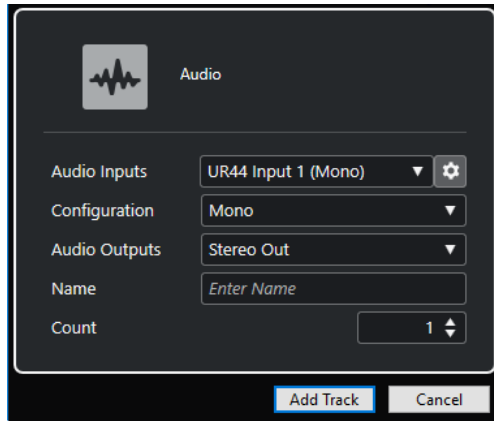 Audio
Audio Inputs UR44 Input 1 (Mono)
Configuration Mono
Audio Outputs Stereo Out
Name Enter Name
Count 1
Add Track Cancel